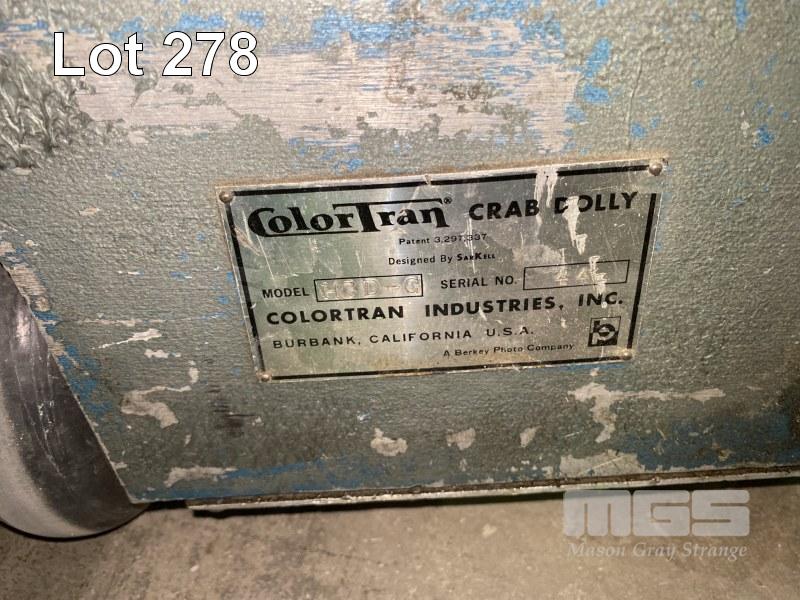 Lot 278
ColorTran® CRAB DOLLY
Patent 3,297,337
Designed By SARKELL
MODEL HCD-G SERIAL NO.
COLORTRAN INDUSTRIES, INC.
BURBANK, CALIFORNIA U.S.A.
A Berkey Photo Company
MGS
Mason Gray Strange